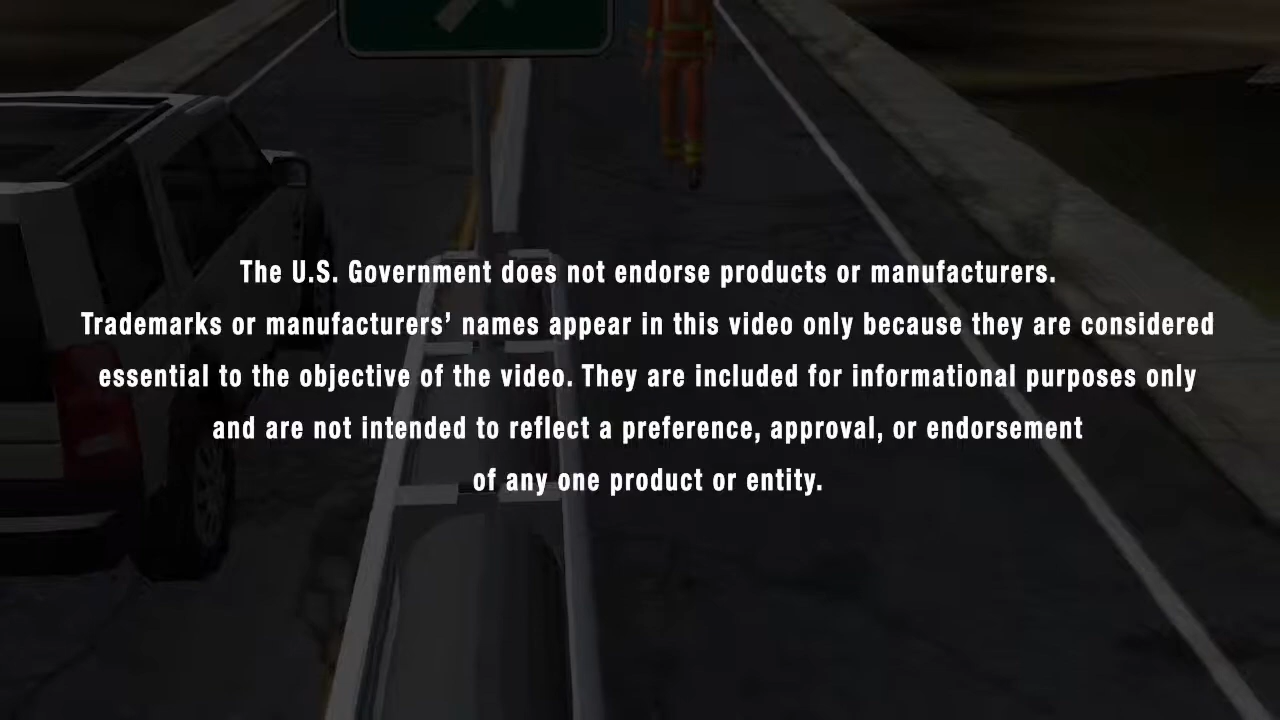 The U.S. Government does not endorse products or manufacturers.
Trademarks or manufacturers’ names appear in this video only because they are considered
essential to the objective of the video. They are included for informational purposes only
and are not intended to reflect a preference, approval, or endorsement
of any one product or entity.